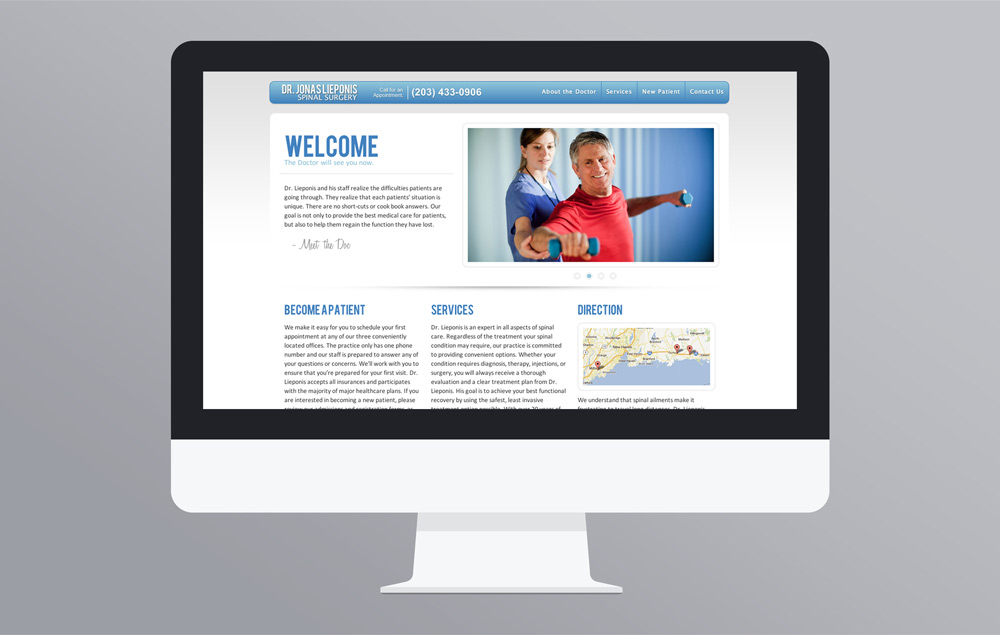 DR. JONAS LIEPONIS
SPINAL SURGERY
Call for an
Appointment:
(203) 433-0906
About the Doctor
Services
New Patient
Contact Us
WELCOME
The Doctor will see you now.
Dr. Lieponis and his staff realize the difficulties patients are
going through. They realize that each patients' situation is
unique. There are no short-cuts or cook book answers. Our
goal is not only to provide the best medical care for patients,
but also to help them regain the function they have lost.
- Meet the Doc
BECOME A PATIENT
We make it easy for you to schedule your first
appointment at any of our three conveniently
located offices. The practice only has one phone
number and our staff is prepared to answer any of
your questions or concerns. We'll work with you to
ensure that you're prepared for your first visit. Dr.
Lieponis accepts all insurances and participates
with the majority of major healthcare plans. If you
are interested in becoming a new patient, please
SERVICES
Dr. Lieponis is an expert in all aspects of spinal
care. Regardless of the treatment your spinal
condition may require, our practice is committed
to providing convenient options. Whether your
condition requires diagnosis, therapy, injections, or
surgery, you will always receive a thorough
evaluation and a clear treatment plan from Dr.
Lieponis. His goal is to achieve your best functional
recovery by using the safest, least invasive
DIRECTION
We understand that spinal ailments make it